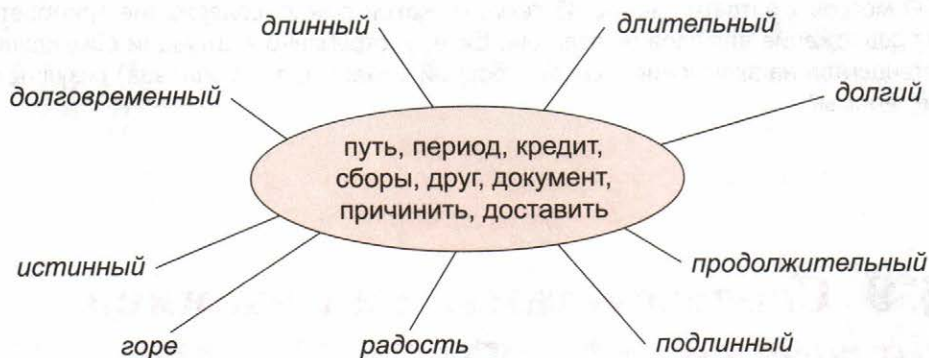 длинный
длительный
долговременный
долгий
путь, период, кредит,
сборы, друг, документ,
причинить, доставить
истинный
продолжительный
горе
радость
подлинный